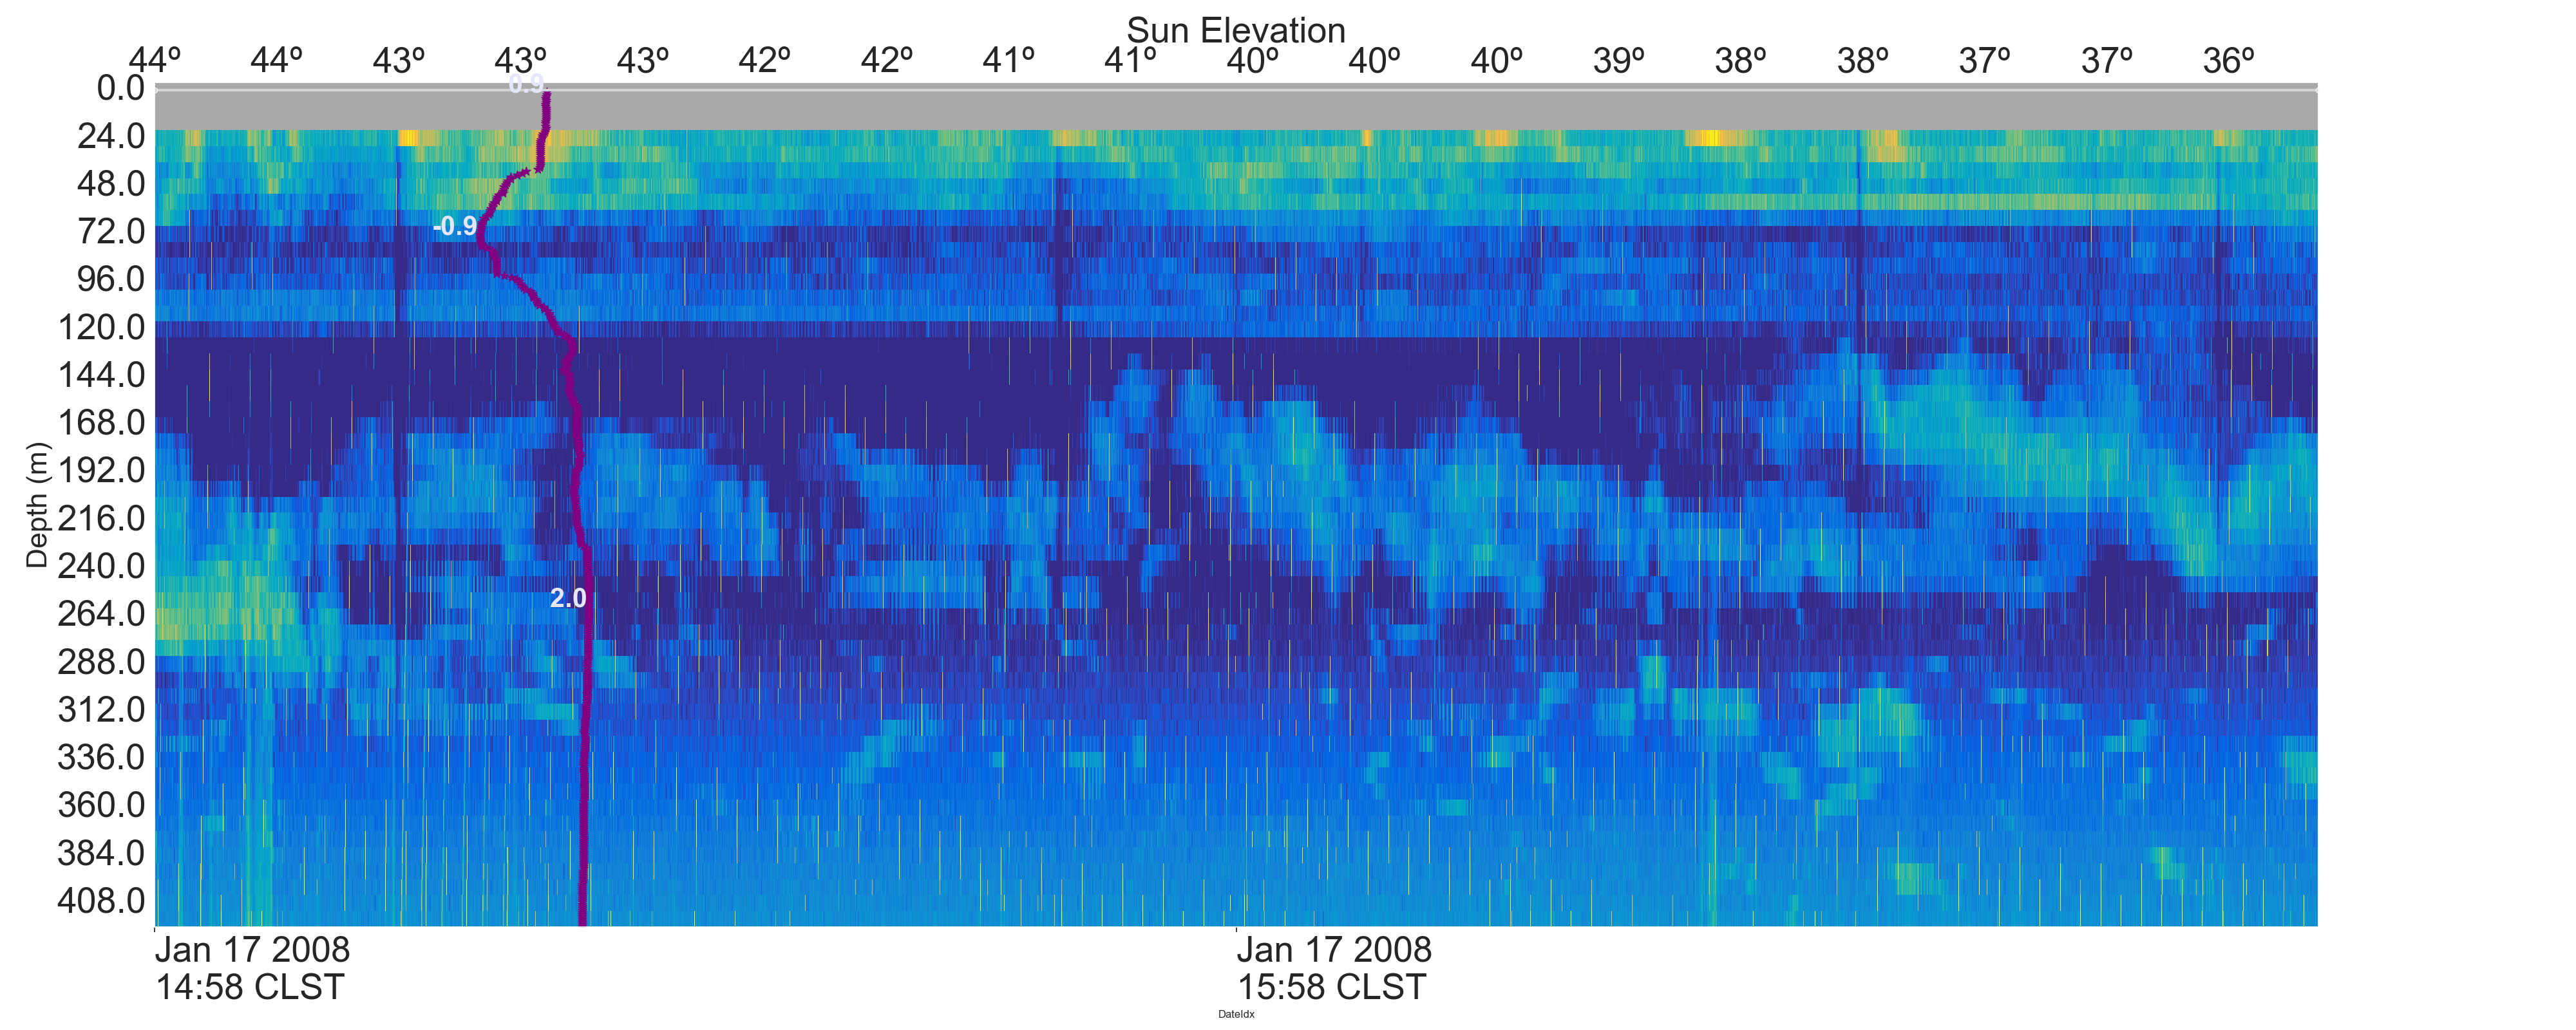 Sun Elevation
44º 44º 43º 43º 43º 42º 42º 41º 41º 40º 40º 40º 39º 38º 38º 37º 37º 36º
0.0
24.0
48.0
72.0
96.0
120.0
144.0
168.0
192.0
216.0
240.0
264.0
288.0
312.0
336.0
360.0
384.0
408.0
Depth (m)
0.9
-0.9
2.0
Jan 17 2008
14:58 CLST
Jan 17 2008
15:58 CLST
DateIdx